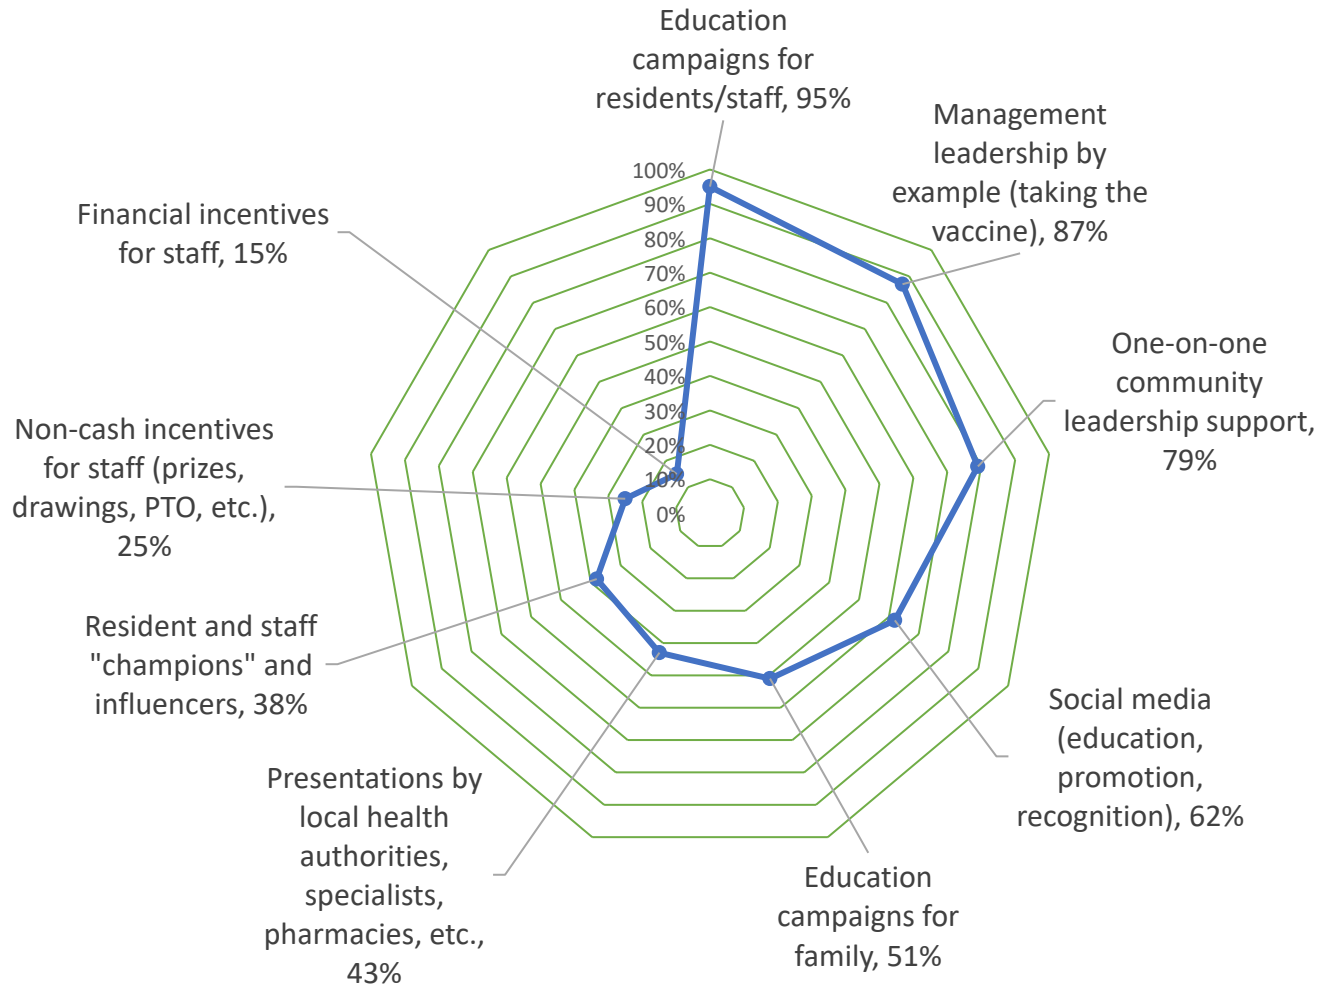 Education
campaigns for
residents/staff, 95%
Management
leadership by
example (taking the
vaccine), 87%
One-on-one
community
leadership support,
79%
Social media
(education,
promotion,
recognition), 62%
Education
campaigns for
family, 51%
Presentations by
local health
authorities,
specialists,
pharmacies, etc.,
43%
Resident and staff
"champions" and
influencers, 38%
Non-cash incentives
for staff (prizes,
drawings, PTO, etc.),
25%
Financial incentives
for staff, 15%
100%
90%
80%
70%
60%
50%
40%
30%
20%
10%
0%